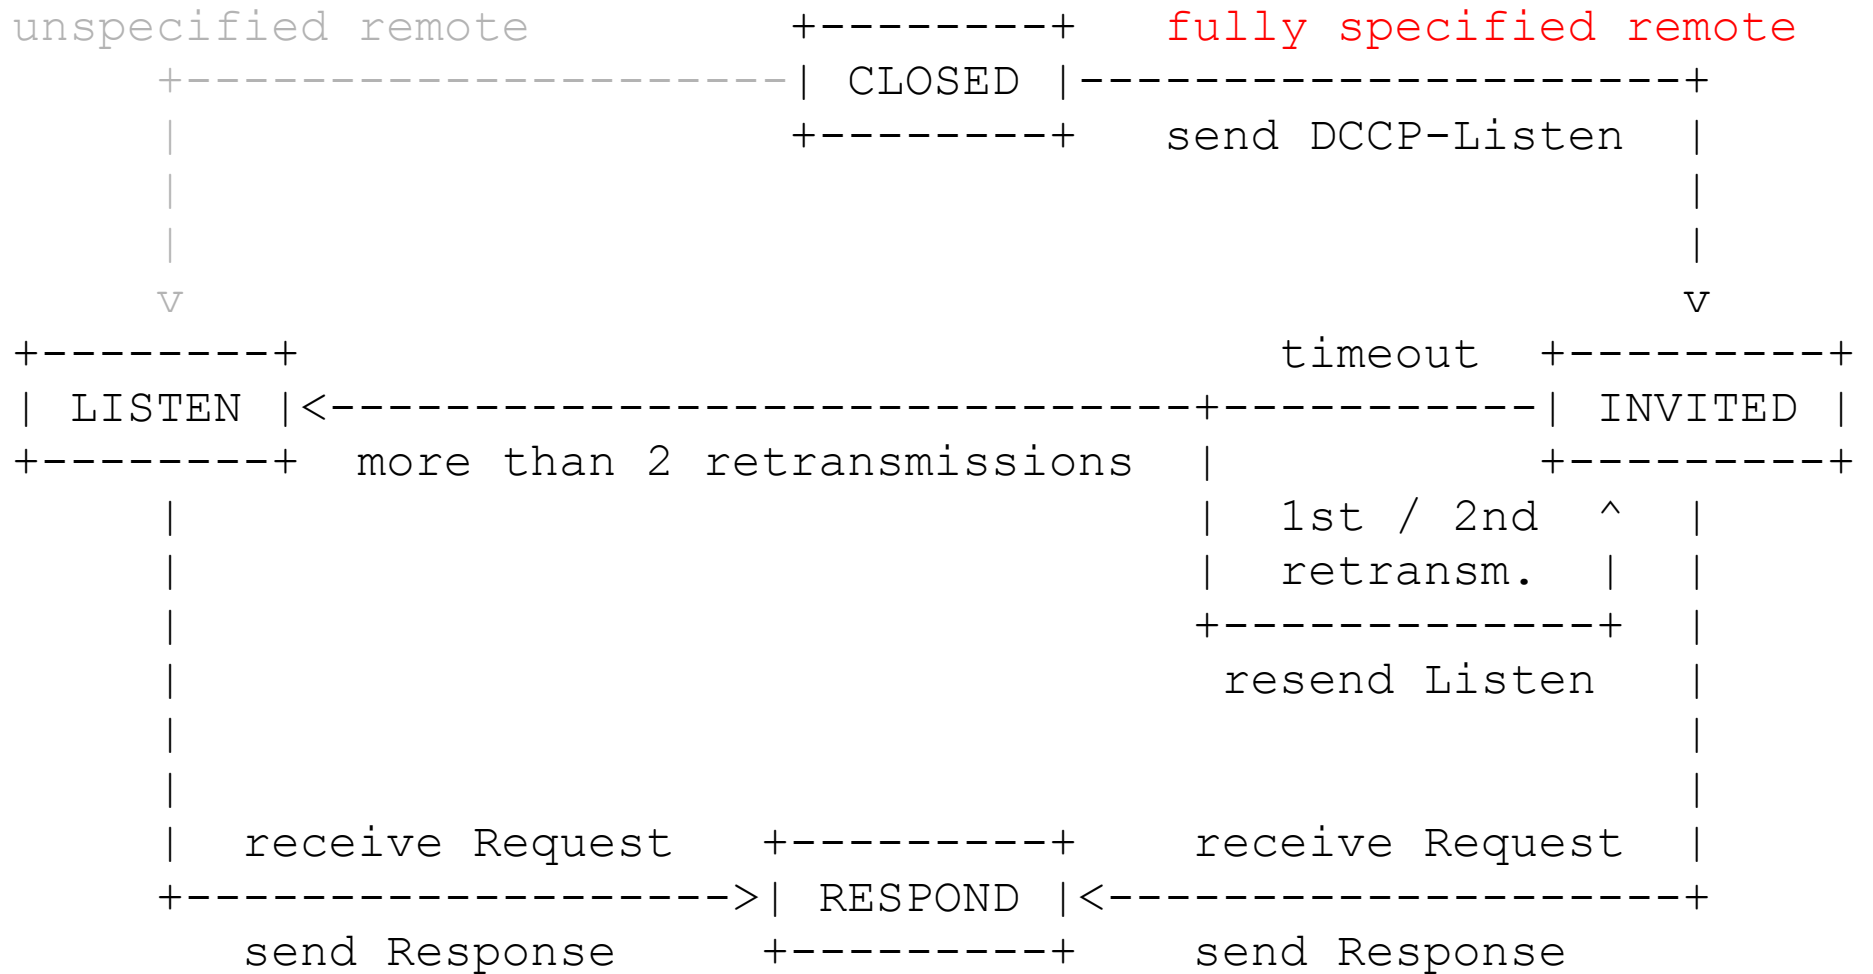 unspecified remote         +--------+   fully specified remote
     +---------------------| CLOSED |---------------------+
     |                     +--------+   send DCCP-Listen  |
     |                                                    |
     |                                                    |
     v                                                    v
+--------+                                  timeout  +---------+
| LISTEN |<------------------------------+-----------| INVITED |
+--------+  more than 2 retransmissions  |           +---------+
     |                                   |  1st / 2nd  ^  |
     |                                   |  retransm.  |  |
     |                                   +-------------+  |
     |                                    resend Listen   |
     |                                                    |
     |                                                    |
     |  receive Request   +---------+    receive Request  |
     +------------------->| RESPOND |<--------------------+
        send Response     +---------+    send Response